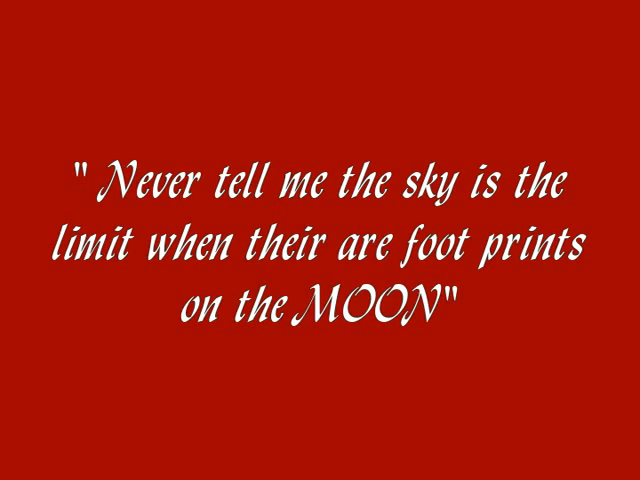 " Never tell me the sky is the
limit when their are foot prints
on the MOON"